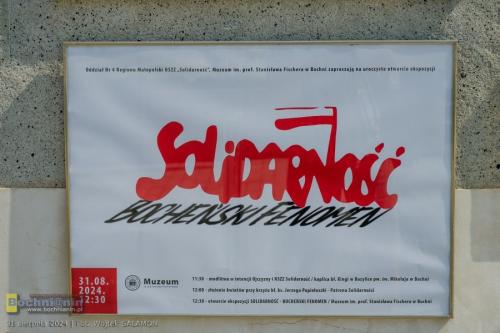 Oddział Nr 4 Regionu Małopolski NSZZ „Solidarność”, Muzeum im. prof. Stanisława Fischera w Bochni zapraszają na uroczyste otwarcie ekspozycji
SOLIDARNOŚĆ
BOCHEŃSKI FENOMEN
31.08.
2024.
12:30
Muzeum
11:30 - modlitwa w intencji Ojczyzny i NSZZ Solidarność / kaplica bł. Kingi w Bazylice pw. św. Mikołaja w Bochni
12:00 - złożenie kwiatów przy krzyżu bł. ks. Jerzego Popiełuszki - Patrona Solidarności
12:30 - otwarcie ekspozycji SOLIDARNOŚĆ - BOCHEŃSKI FENOMEN / Muzeum im. prof. Stanisława Fischera w Bochni
Bochnianin
www.bochnianin.pl
31 sierpnia 2024 | Fot. Wojtek SALAMON